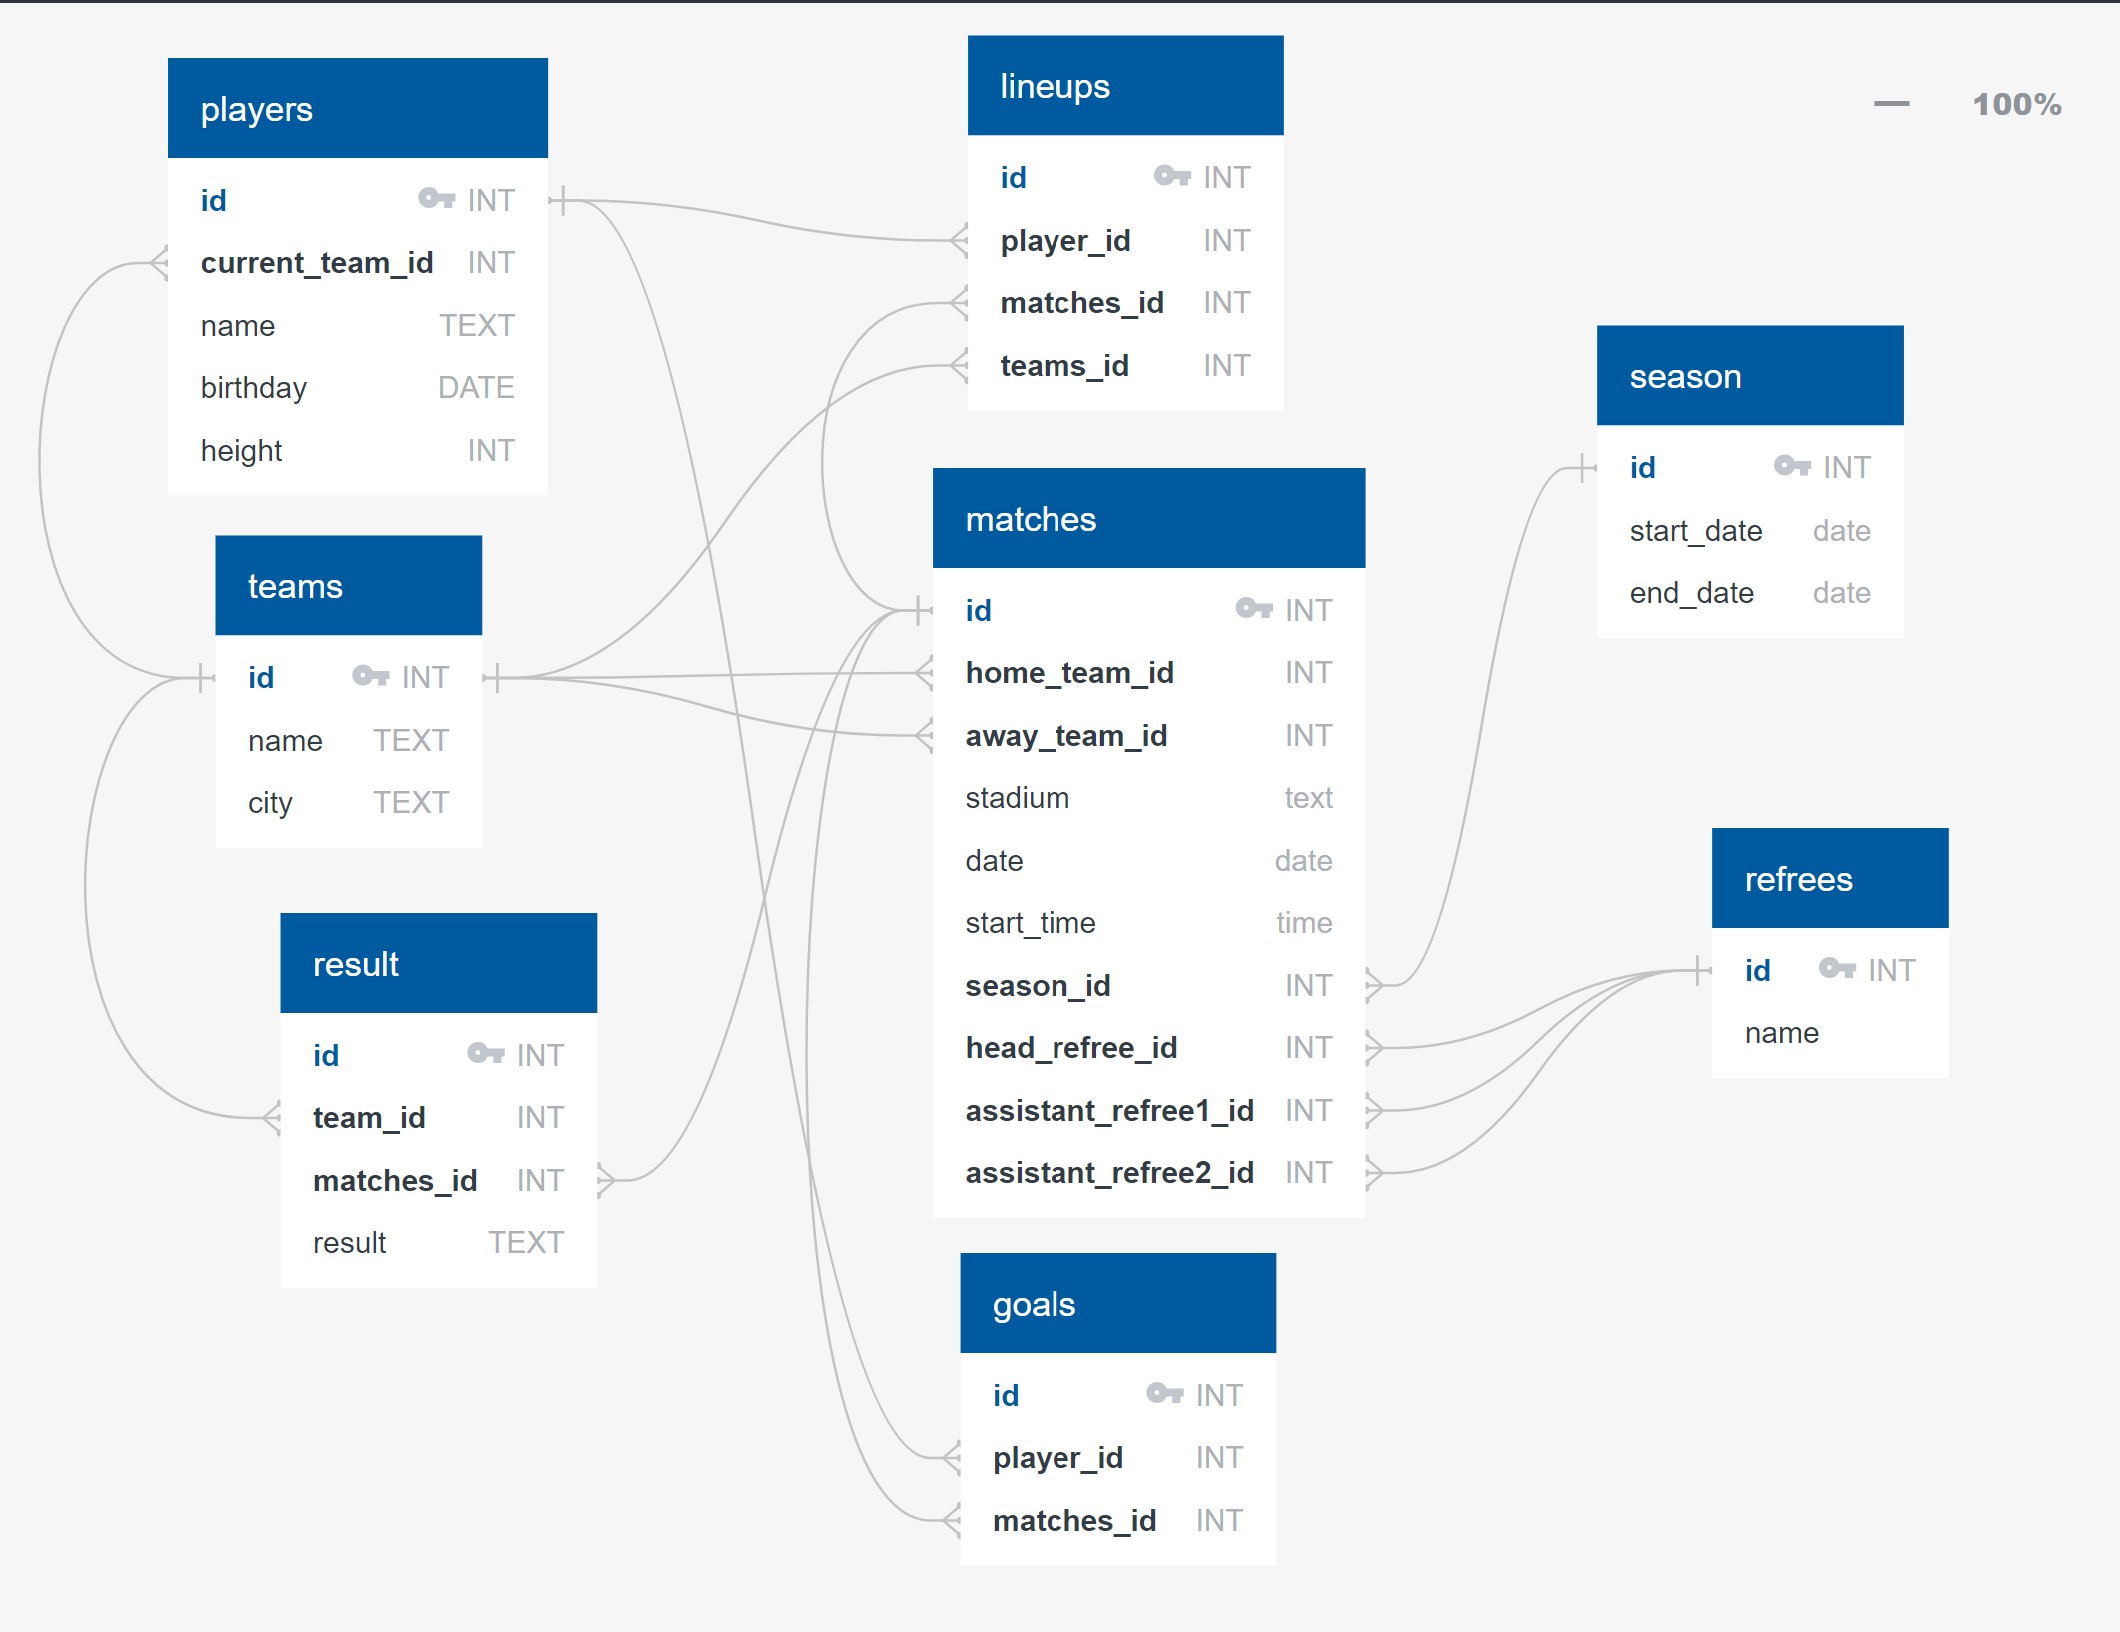 players
id INT
current_team_id INT
name TEXT
birthday DATE
height INT
teams
id INT
name TEXT
city TEXT
result
id INT
team_id INT
matches_id INT
result TEXT
lineups
id INT
player_id INT
matches_id INT
teams_id INT
matches
id INT
home_team_id INT
away_team_id INT
stadium text
date date
start_time time
season_id INT
head_refree_id INT
assistant_refree1_id INT
assistant_refree2_id INT
goals
id INT
player_id INT
matches_id INT
— 100%
season
id INT
start_date date
end_date date
refrees
id INT
name